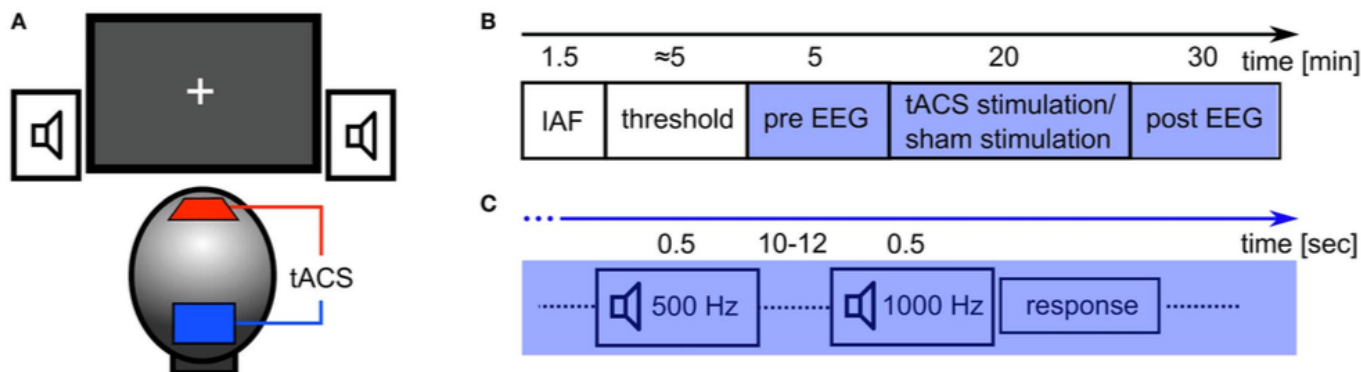 A
tACS
B
1.5 ≈5 5 20 30 time [min]
IAF threshold pre EEG tACS stimulation/ sham stimulation post EEG
C
0.5 10-12 0.5 time [sec]
500 Hz 1000 Hz response